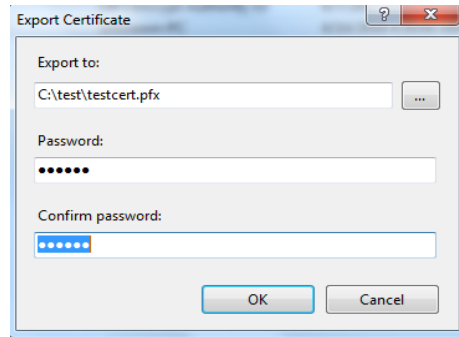 Export Certificate
?
Export to:
C:\test\testcert.pfx
...
Password:
●●●●●●
Confirm password:
●●●●●●
OK
Cancel